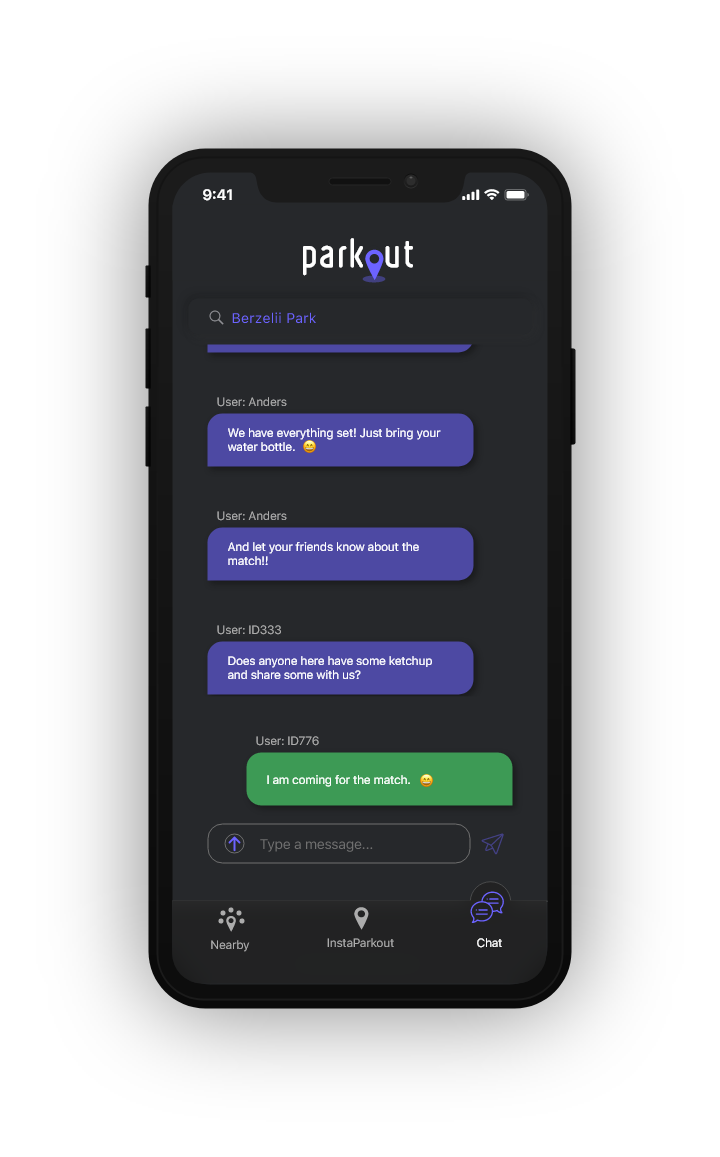 9:41
parkout
Berzelii Park
User: Anders
We have everything set! Just bring your
water bottle. 😄
User: Anders
And let your friends know about the
match!!
User: ID333
Does anyone here have some ketchup
and share some with us?
User: ID776
I am coming for the match. 😄
Type a message...
Nearby
InstaParkout
Chat